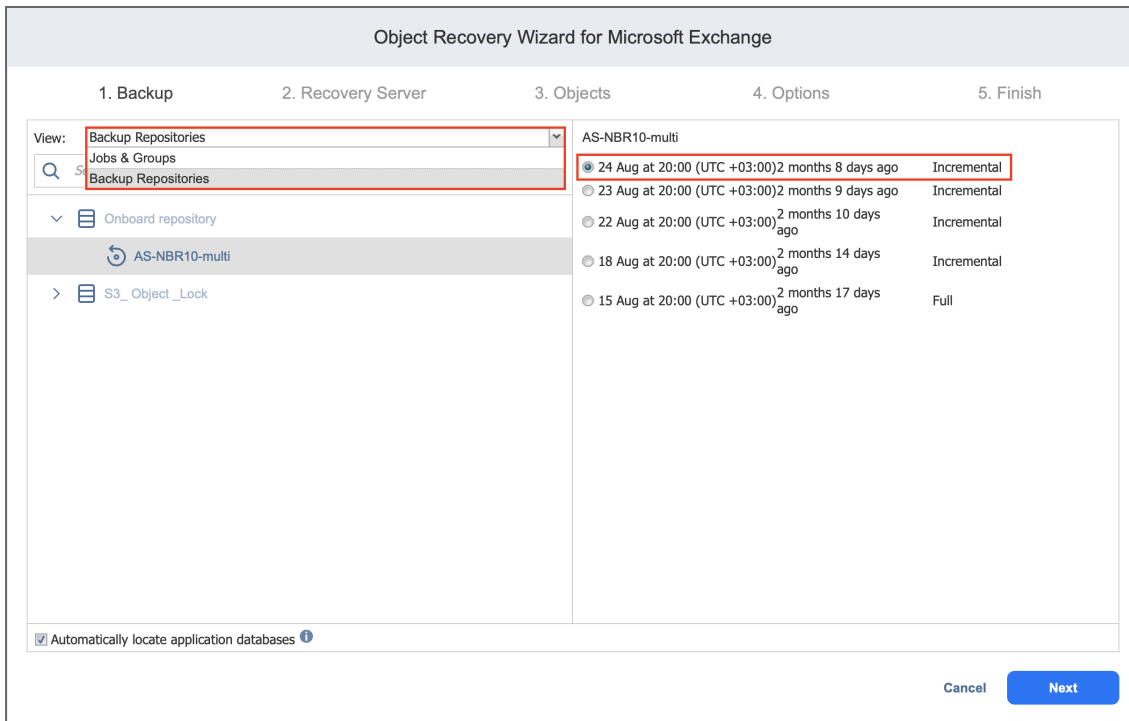 Object Recovery Wizard for Microsoft Exchange
1. Backup
2. Recovery Server
3. Objects
4. Options
5. Finish
View:
Backup Repositories
Jobs & Groups
Backup Repositories
Onboard repository
AS-NBR10-multi
S3_ Object _Lock
AS-NBR10-multi
24 Aug at 20:00 (UTC +03:00)2 months 8 days ago Incremental
23 Aug at 20:00 (UTC +03:00)2 months 9 days ago Incremental
22 Aug at 20:00 (UTC +03:00)2 months 10 days
ago
Incremental
18 Aug at 20:00 (UTC +03:00)2 months 14 days
ago
Incremental
15 Aug at 20:00 (UTC +03:00)2 months 17 days
ago
Full
Automatically locate application databases
Cancel
Next